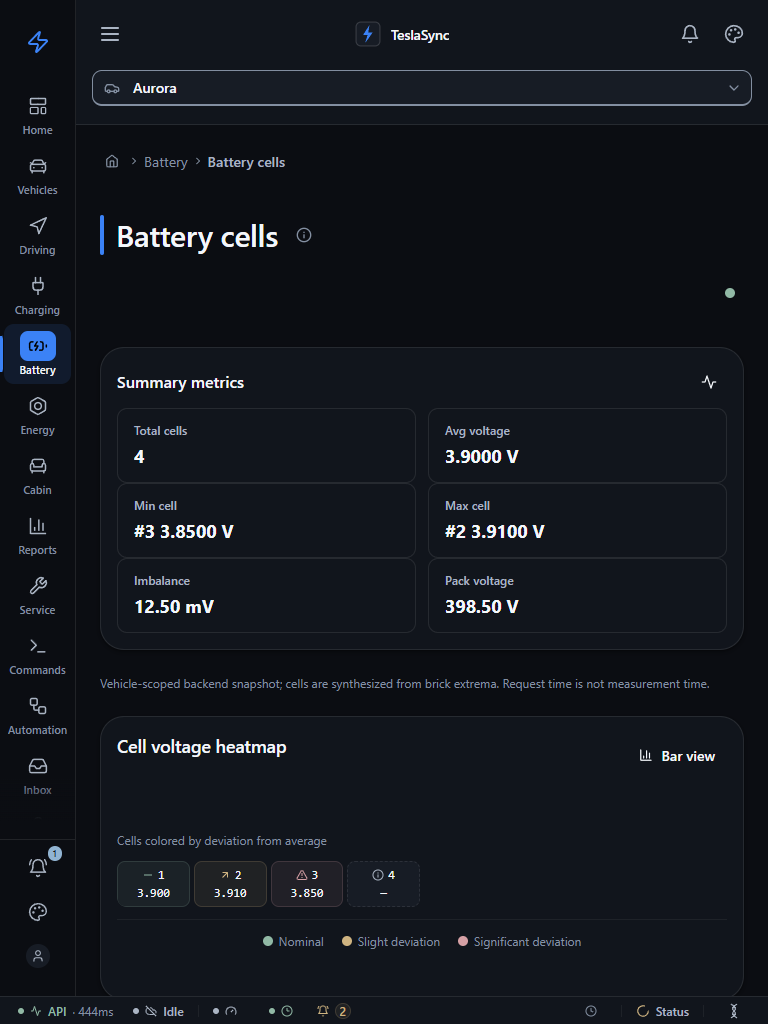 TeslaSync
Aurora
Home
Vehicles
Driving
Charging
Battery
Energy
Cabin
Reports
Service
Commands
Automation
Inbox
1
Battery
Battery cells
Battery cells
Summary metrics
Total cells
4
Avg voltage
3.9000 V
Min cell
#3 3.8500 V
Max cell
#2 3.9100 V
Imbalance
12.50 mV
Pack voltage
398.50 V
Vehicle-scoped backend snapshot; cells are synthesized from brick extrema. Request time is not measurement time.
Cell voltage heatmap
Bar view
Cells colored by deviation from average
1
3.900
2
3.910
3
3.850
4
—
Nominal
Slight deviation
Significant deviation
API · 444ms
Idle
2
Status